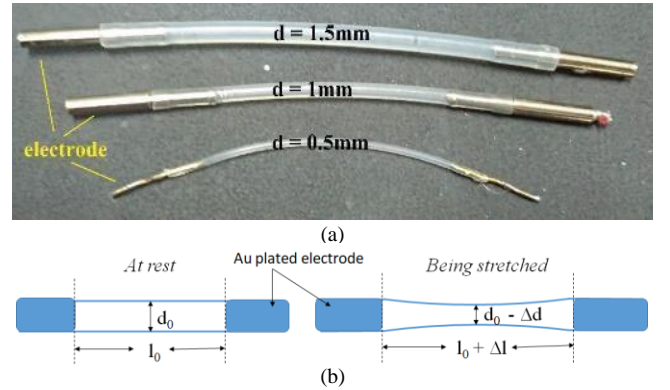 d = 1.5mm
d = 1mm
electrode
d = 0.5mm
(a)
At rest
Au plated electrode
Being stretched
d₀
d₀ - Δd
l₀
l₀ + Δl
(b)